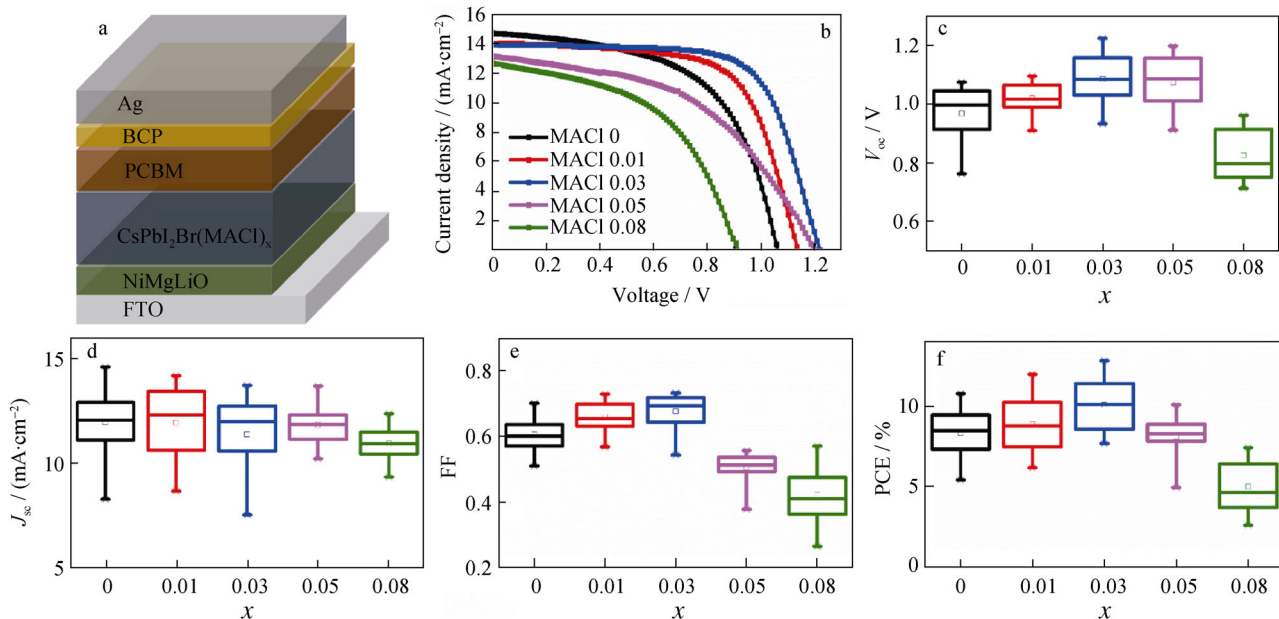 a
Ag
BCP
PCBM
CsPbI₂Br(MACl)ₓ
NiMgLiO
FTO
b
Current density / (mA·cm⁻²)
16
14
12
10
8
6
4
2
0 0.2 0.4 0.6 0.8 1.0 1.2
Voltage / V
MACl 0
MACl 0.01
MACl 0.03
MACl 0.05
MACl 0.08
c
V_oc / V
1.2
1.0
0.8
0.6
0 0.01 0.03 0.05 0.08
x
d
J_sc / (mA·cm⁻²)
15
10
5
0 0.01 0.03 0.05 0.08
x
e
FF
0.8
0.6
0.4
0.2
0 0.01 0.03 0.05 0.08
x
f
PCE / %
10
5
0
0 0.01 0.03 0.05 0.08
x